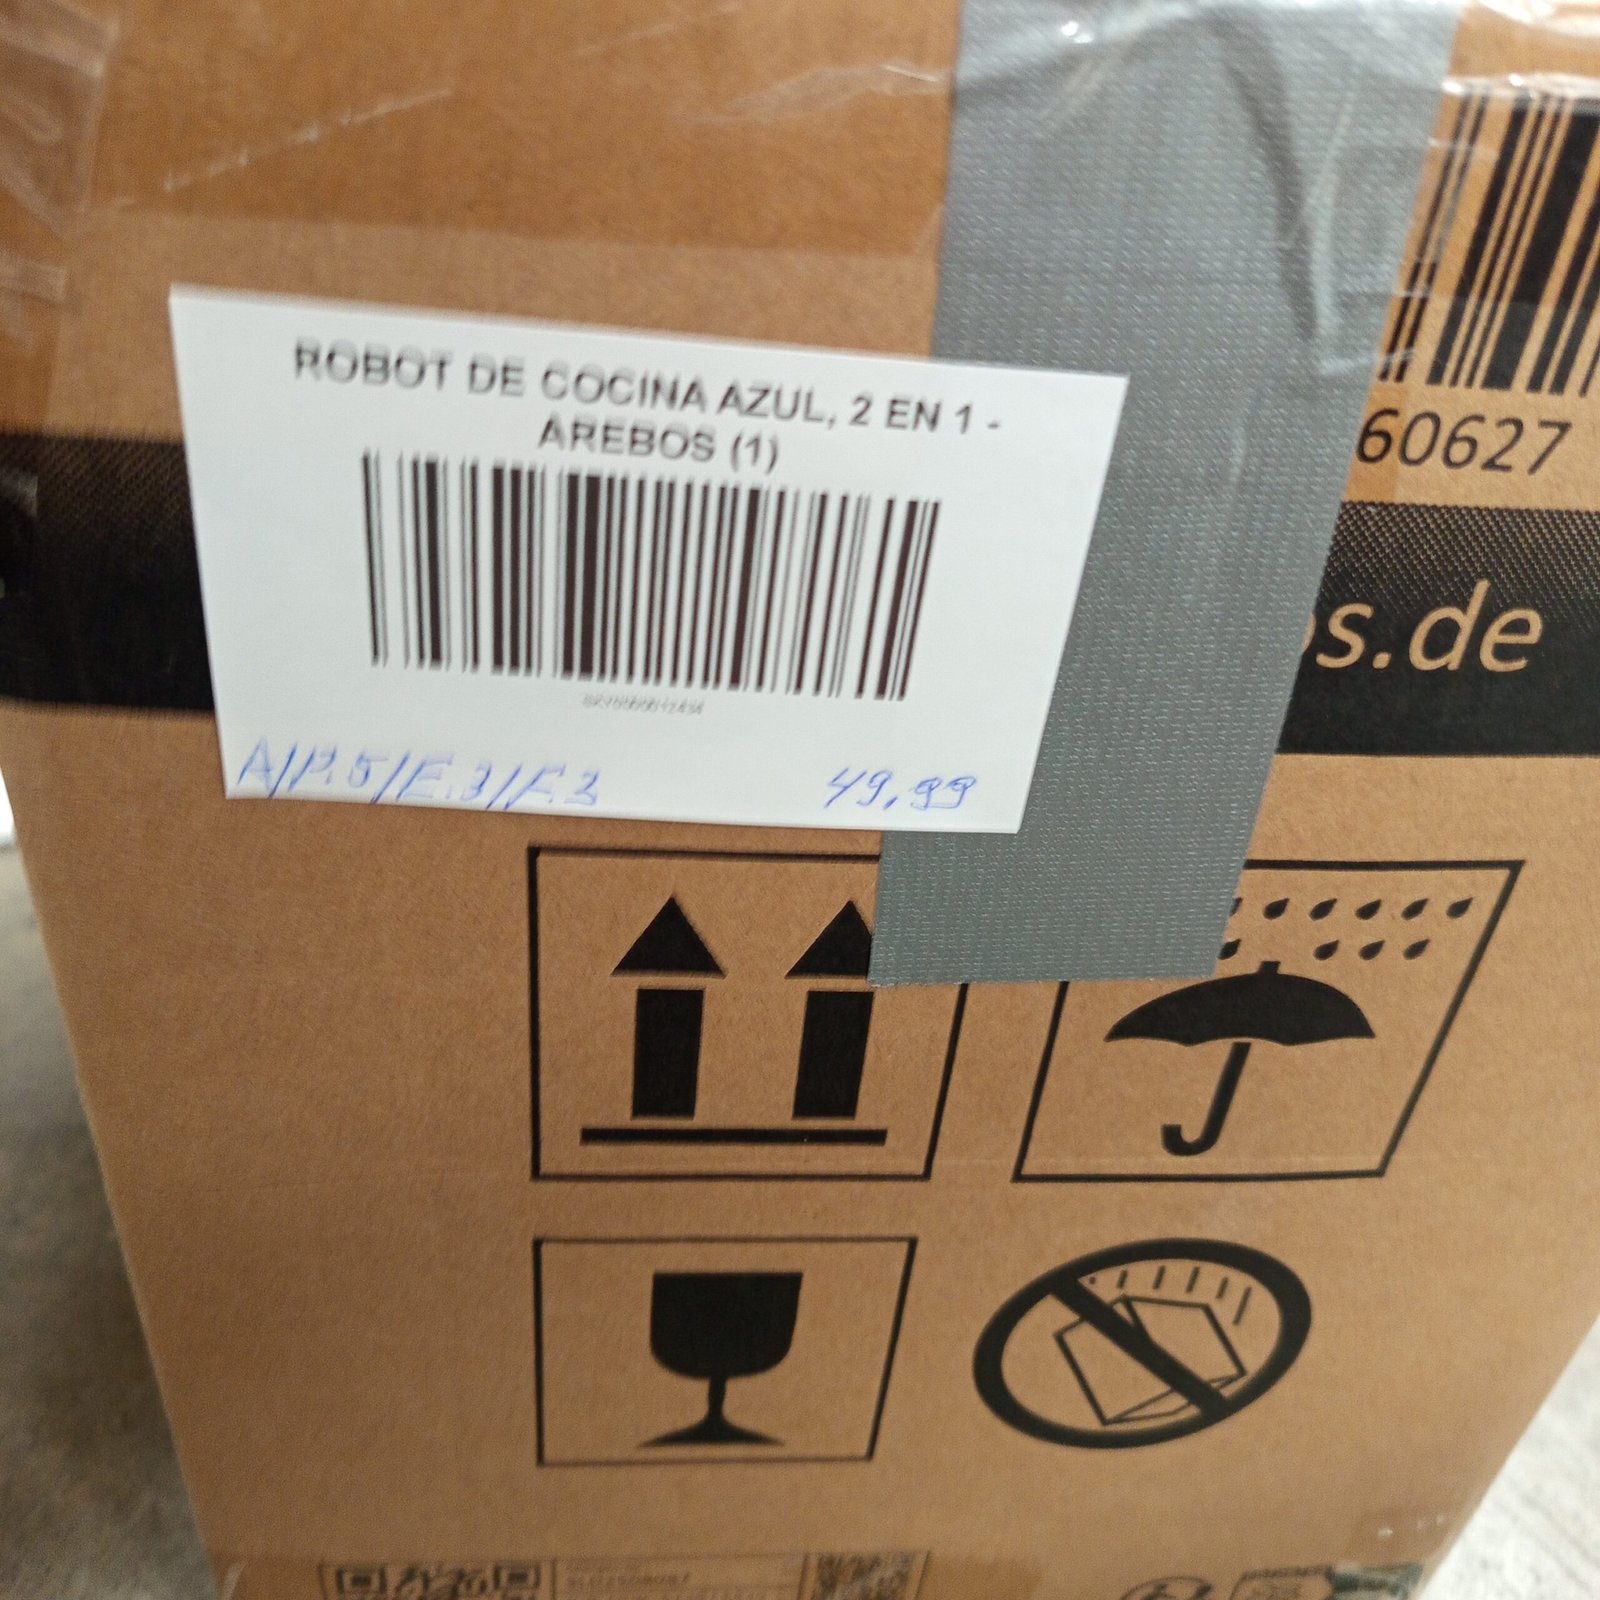 ROBOT DE COCINA AZUL, 2 EN 1 -
AREBOS (1)
A/P.5/E.3/F.3
49,99
60627
s.de